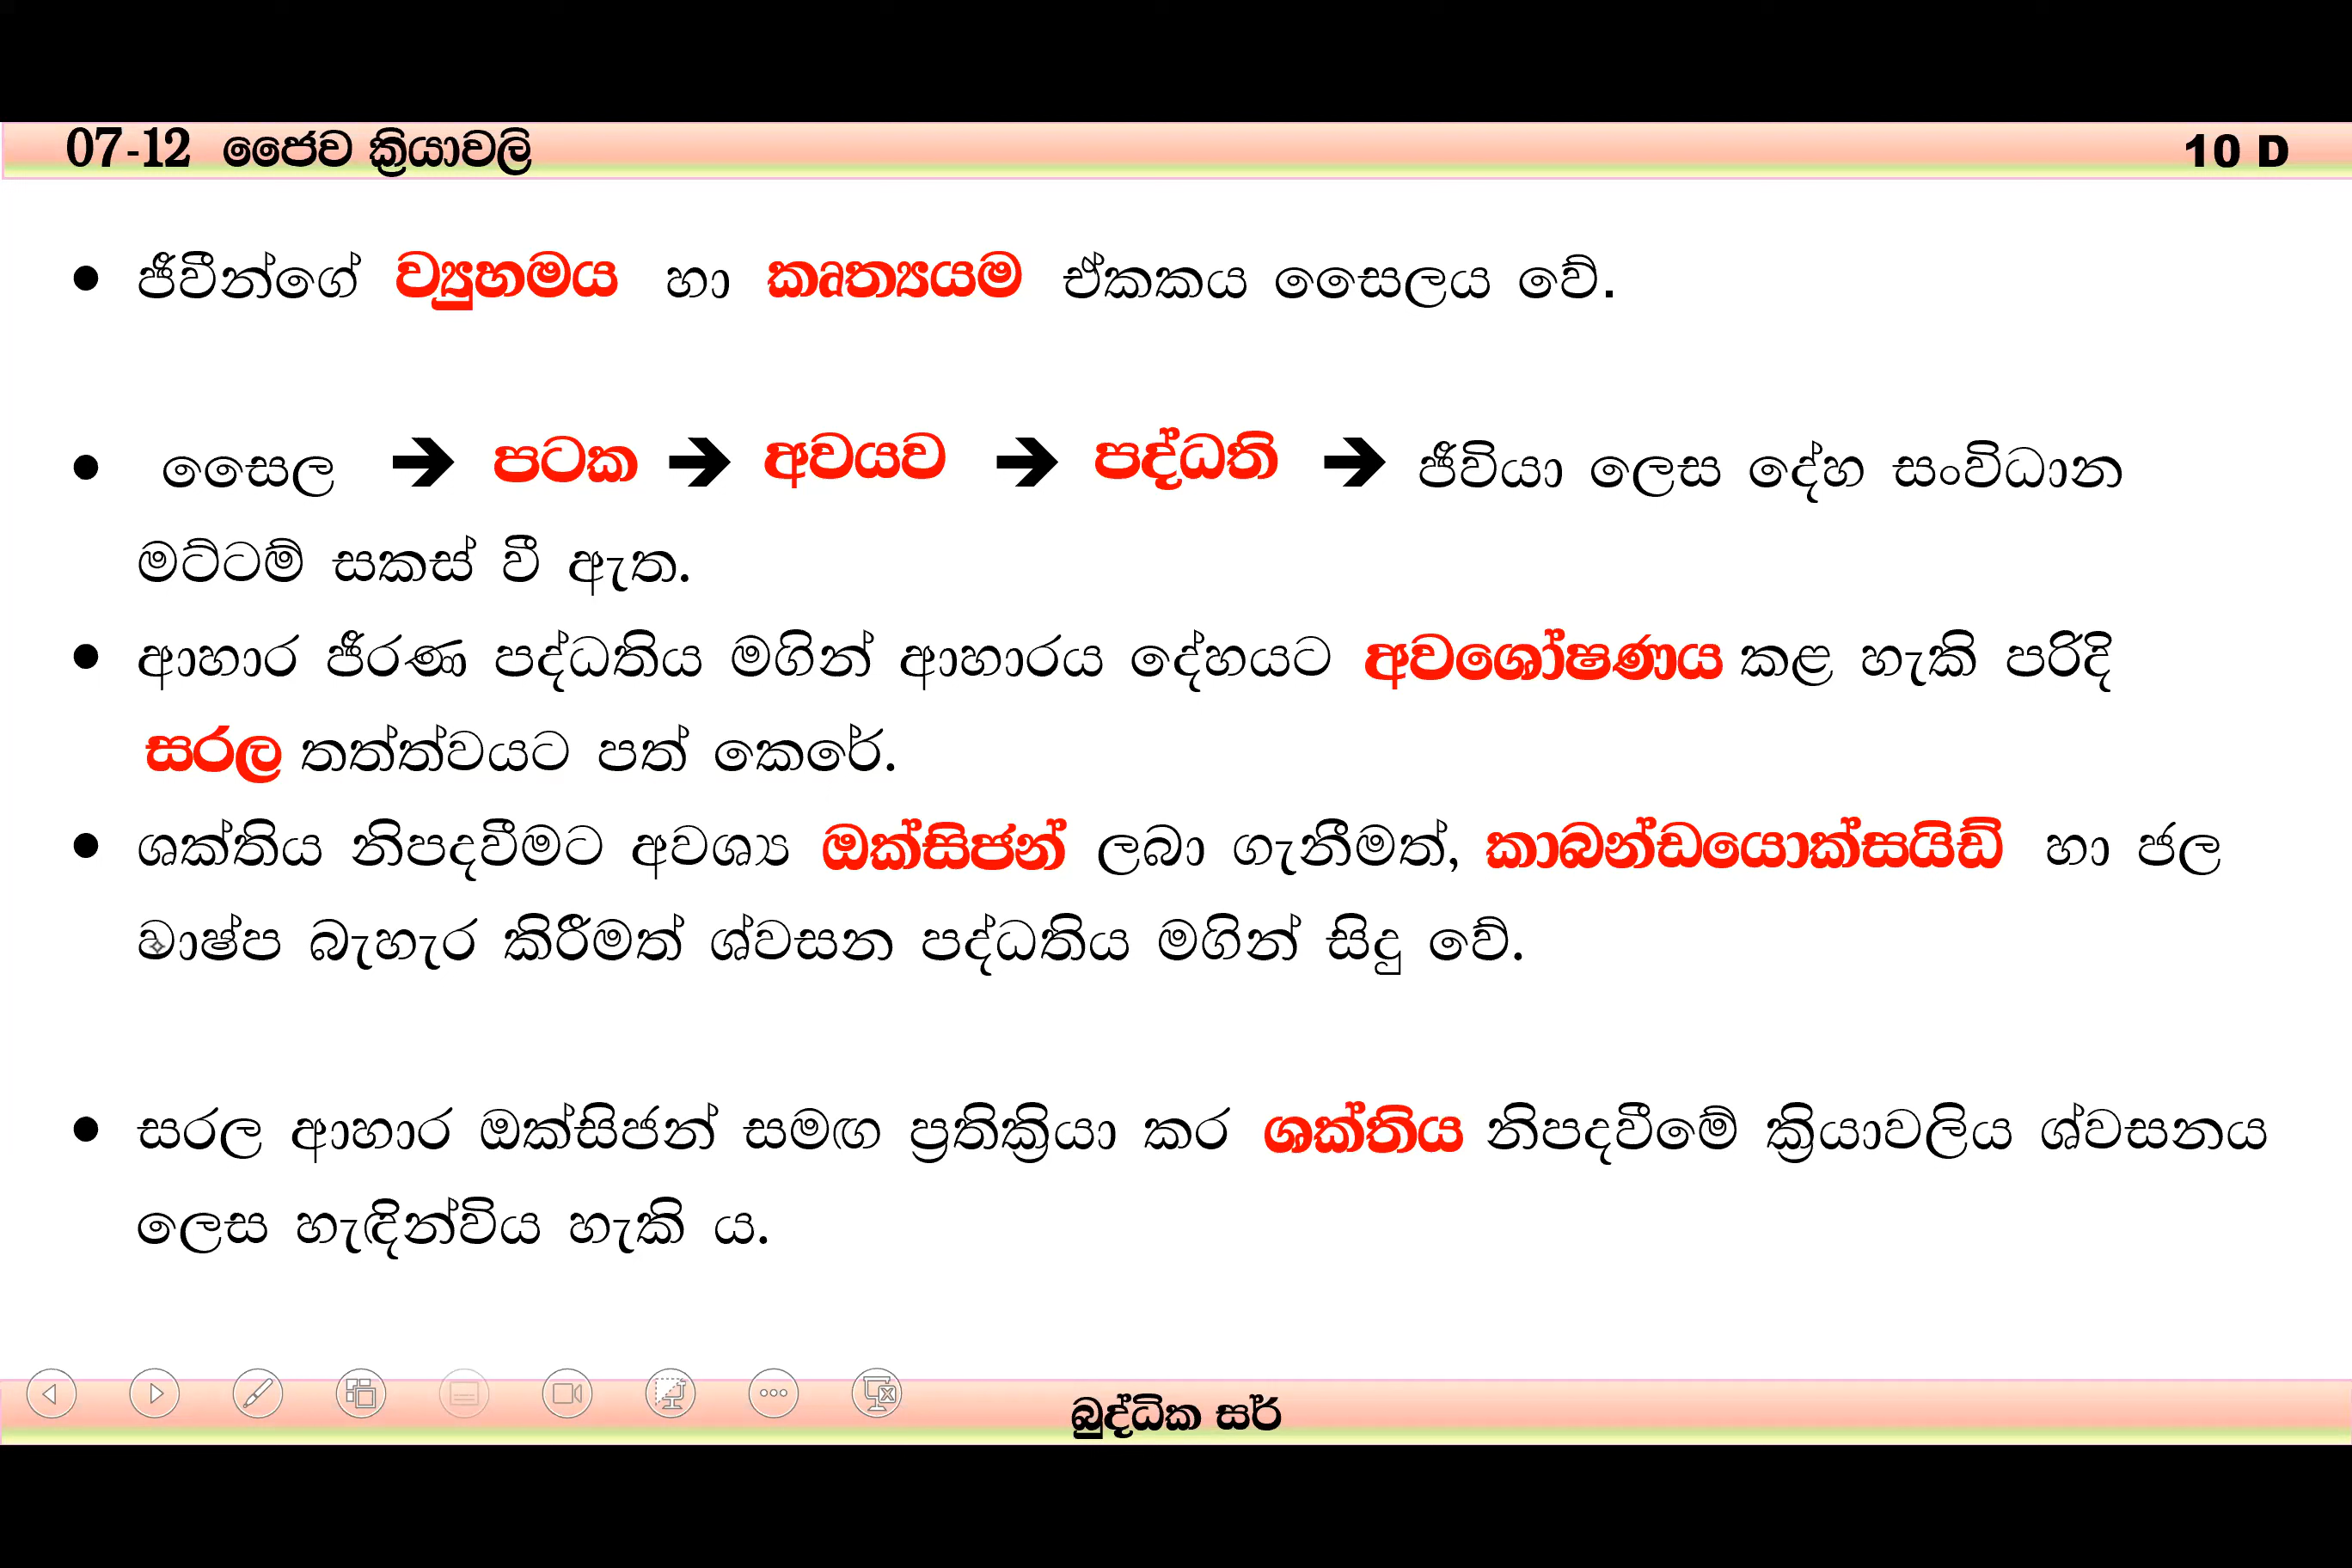 07-12 ජෛව ක්‍රියාවලි 10 D
● ජීවීන්ගේ ව්‍යුහමය හා කෘත්‍යයම ඒකකය සෛලය වේ.
● සෛල ➔ පටක ➔ අවයව ➔ පද්ධති ➔ ජීවියා ලෙස දේහ සංවිධාන
මට්ටම් සකස් වී ඇත.
● ආහාර ජීරණ පද්ධතිය මගින් ආහාරය දේහයට අවශෝෂණය කළ හැකි පරිදි
සරල තත්ත්වයට පත් කෙරේ.
● ශක්තිය නිපදවීමට අවශ්‍ය ඔක්සිජන් ලබා ගැනීමත්, කාබන්ඩයොක්සයිඩ් හා ජල
වාෂ්ප බැහැර කිරීමත් ශ්වසන පද්ධතිය මගින් සිදු වේ.
● සරල ආහාර ඔක්සිජන් සමඟ ප්‍රතික්‍රියා කර ශක්තිය නිපදවීමේ ක්‍රියාවලිය ශ්වසනය
ලෙස හැඳින්විය හැකි ය.
බුද්ධික සර්